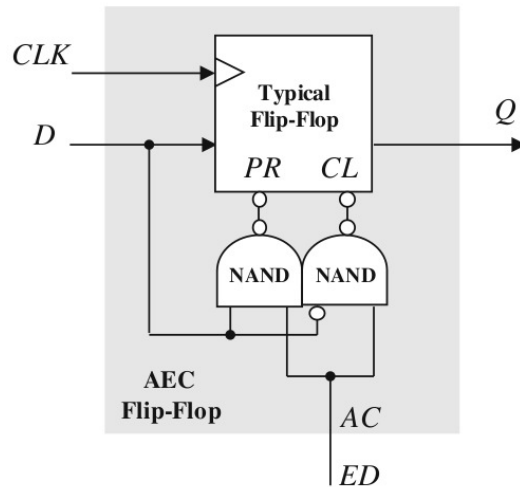 CLK
Typical
Flip-Flop
Q
D
PR CL
NAND NAND
AEC
Flip-Flop
AC
ED